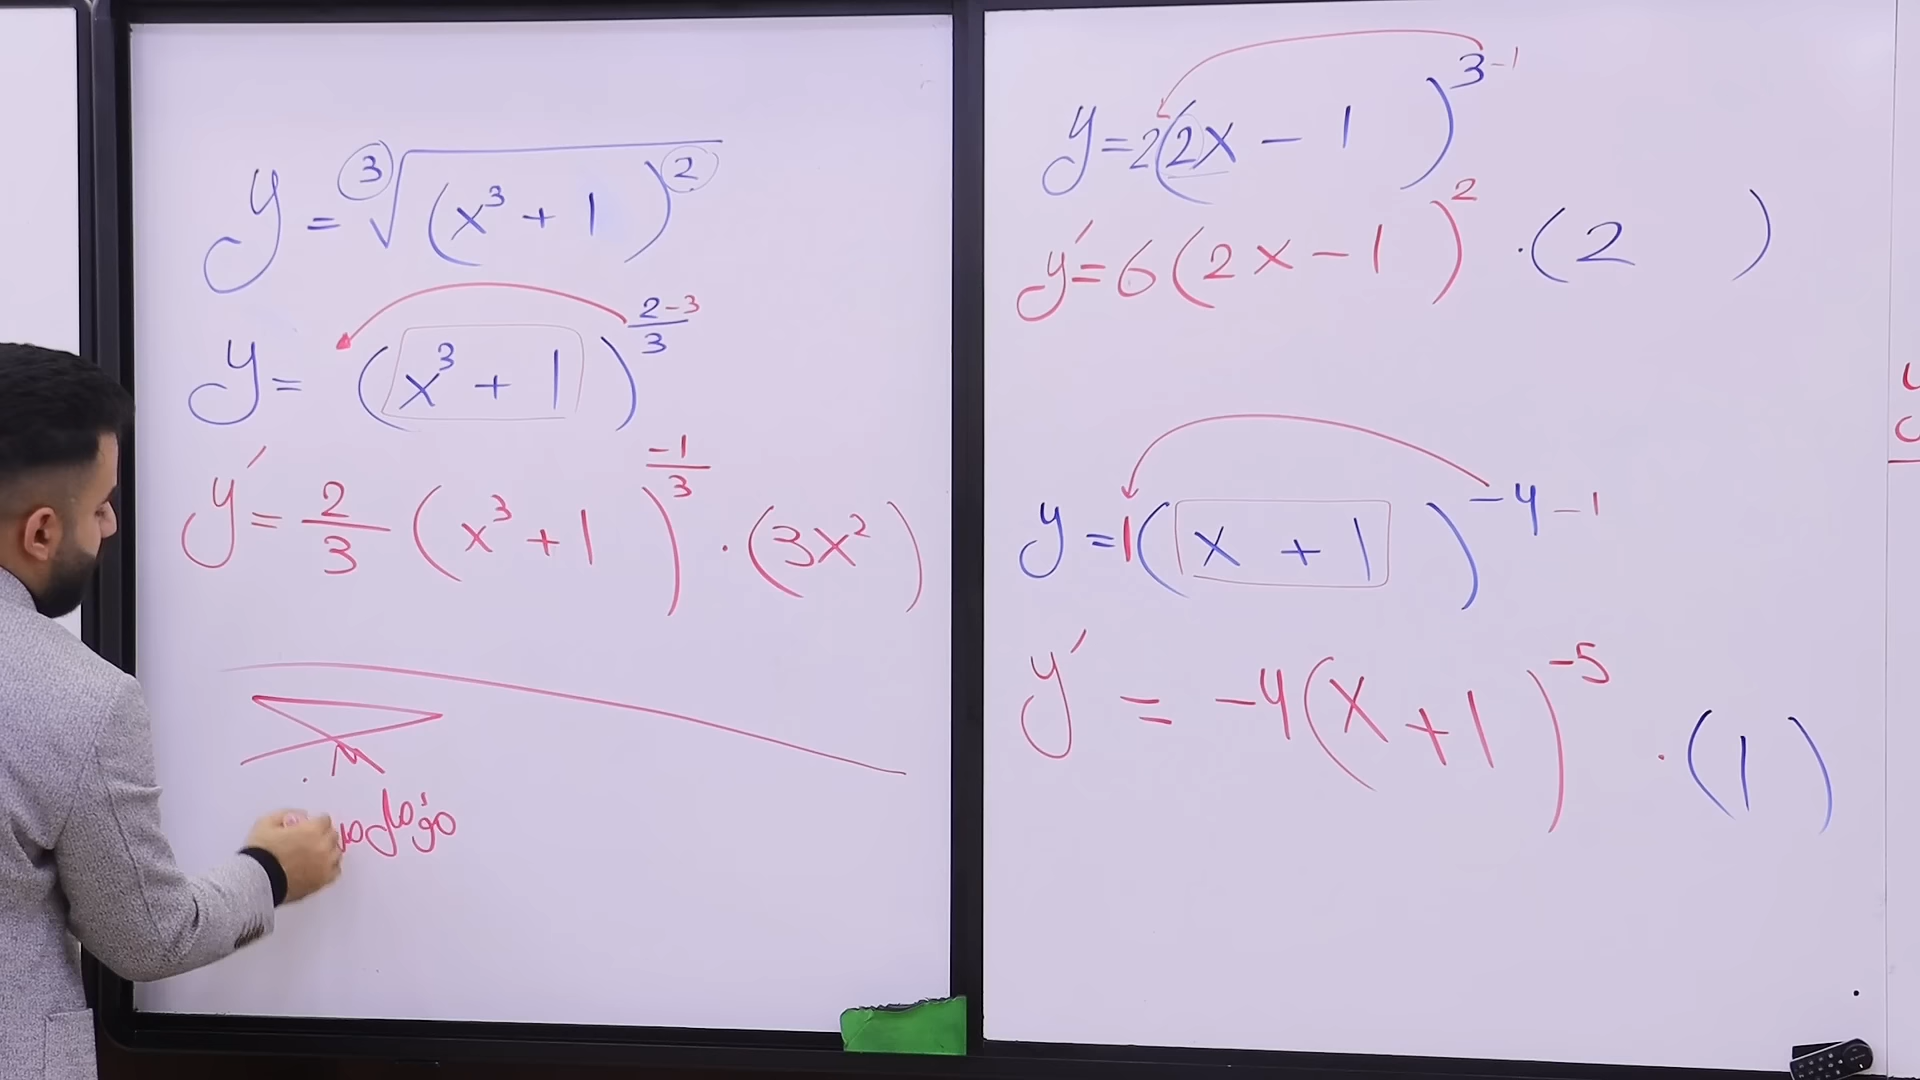 y = ∛(x³ + 1)²
y = (x³ + 1)^(2-3)/3
y′ = 2/3 (x³ + 1)^(-1/3) · (3x²)
y = 2(2x - 1)^3-1
y′ = 6(2x - 1)² · (2 )
y = 1(x + 1)^-4-1
y′ = -4(x + 1)^-5 · (1)